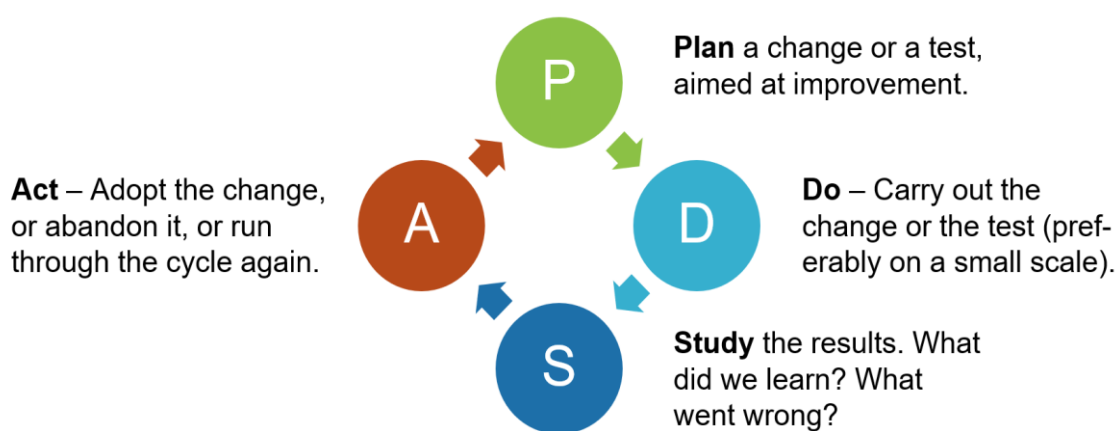 P
Plan a change or a test,
aimed at improvement.
D
Do – Carry out the
change or the test (pref-
erably on a small scale).
S
Study the results. What
did we learn? What
went wrong?
A
Act – Adopt the change,
or abandon it, or run
through the cycle again.